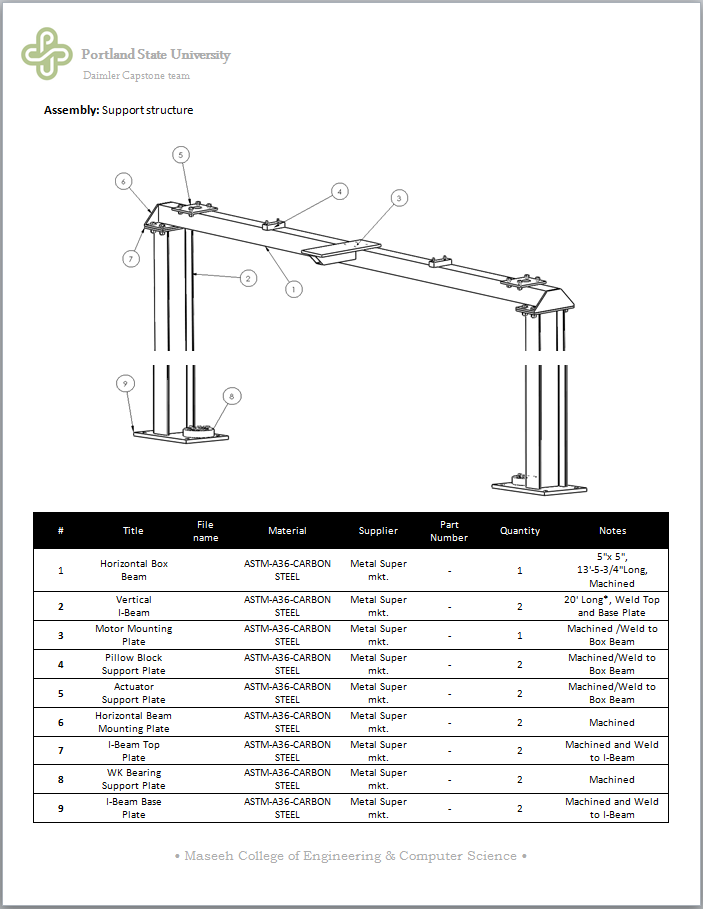 Portland State University
Daimler Capstone team
Assembly: Support structure
5
6
4
3
7
2
1
9
8
# Title File name Material Supplier Part Number Quantity Notes
1 Horizontal Box Beam ASTM-A36-CARBON STEEL Metal Super mkt. - 1 5"x 5", 13'-5-3/4"Long, Machined
2 Vertical I-Beam ASTM-A36-CARBON STEEL Metal Super mkt. - 2 20' Long*, Weld Top and Base Plate
3 Motor Mounting Plate ASTM-A36-CARBON STEEL Metal Super mkt. - 1 Machined /Weld to Box Beam
4 Pillow Block Support Plate ASTM-A36-CARBON STEEL Metal Super mkt. - 2 Machined/Weld to Box Beam
5 Actuator Support Plate ASTM-A36-CARBON STEEL Metal Super mkt. - 2 Machined/Weld to Box Beam
6 Horizontal Beam Mounting Plate ASTM-A36-CARBON STEEL Metal Super mkt. - 2 Machined
7 I-Beam Top Plate ASTM-A36-CARBON STEEL Metal Super mkt. - 2 Machined and Weld to I-Beam
8 WK Bearing Support Plate ASTM-A36-CARBON STEEL Metal Super mkt. - 2 Machined
9 I-Beam Base Plate ASTM-A36-CARBON STEEL Metal Super mkt. - 2 Machined and Weld to I-Beam
• Maseeh College of Engineering & Computer Science •